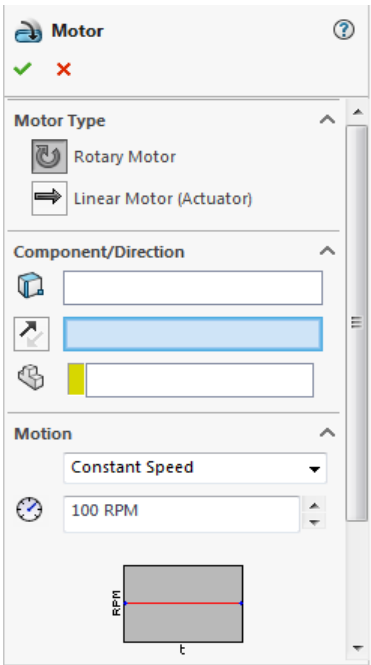 Motor
Motor Type
Rotary Motor
Linear Motor (Actuator)
Component/Direction
Motion
Constant Speed
100 RPM
RPM
t